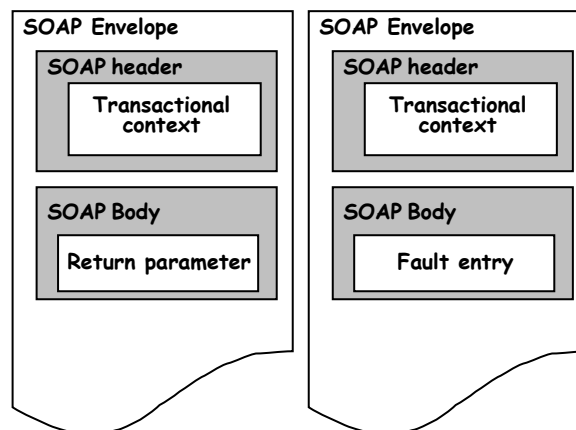 SOAP Envelope
SOAP header
Transactional
context
SOAP Body
Return parameter
SOAP Envelope
SOAP header
Transactional
context
SOAP Body
Fault entry